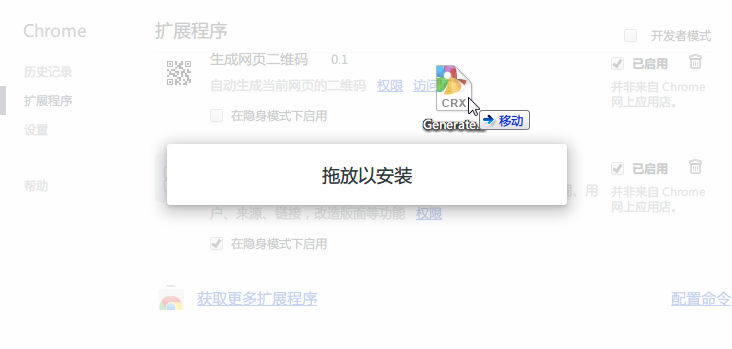 Chrome
扩展程序
开发者模式
生成网页二维码 0.1
已启用
历史记录
自动生成当前网页的二维码 权限 访问
并非来自 Chrome
网上应用店。
扩展程序
CRX
在隐身模式下启用
移动
设置
拖放以安装
已启用
帮助
用
并非来自 Chrome
网上应用店。
户、来源、链接，改造版面等功能 权限
在隐身模式下启用
获取更多扩展程序
配置命令